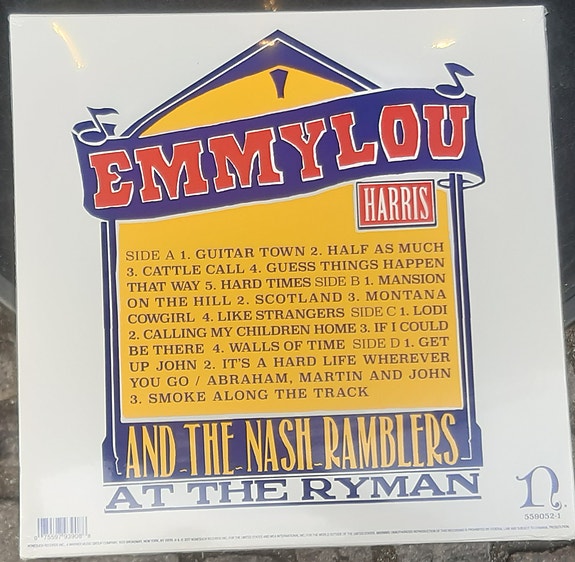 EMMYLOU
HARRIS
SIDE A 1. GUITAR TOWN 2. HALF AS MUCH
3. CATTLE CALL 4. GUESS THINGS HAPPEN
THAT WAY 5. HARD TIMES SIDE B 1. MANSION
ON THE HILL 2. SCOTLAND 3. MONTANA
COWGIRL 4. LIKE STRANGERS SIDE C 1. LODI
2. CALLING MY CHILDREN HOME 3. IF I COULD
BE THERE 4. WALLS OF TIME SIDE D 1. GET
UP JOHN 2. IT'S A HARD LIFE WHEREVER
YOU GO / ABRAHAM, MARTIN AND JOHN
3. SMOKE ALONG THE TRACK
AND THE NASH RAMBLERS
AT THE RYMAN
n
559052-1